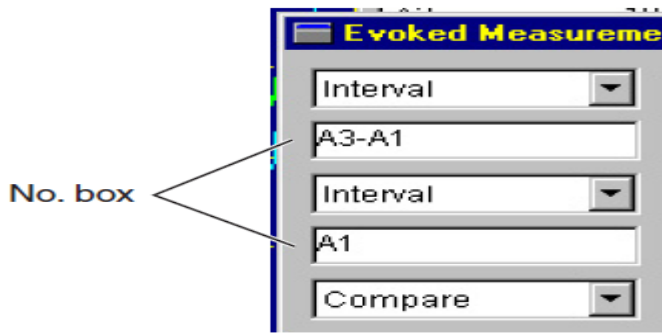 Evoked Measureme
Interval
A3-A1
No. box
Interval
A1
Compare